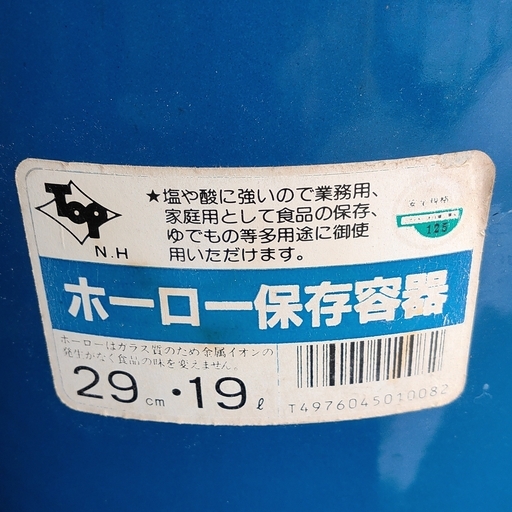 Top
N.H
★塩や酸に強いので業務用、
家庭用として食品の保存、
ゆでもの等多用途に御使
用いただけます。
125
ホーロー保存容器
ホーローはガラス質のため金属イオンの
発生がなく食品の味を変えません。
29cm・19ℓ
T4976045010082